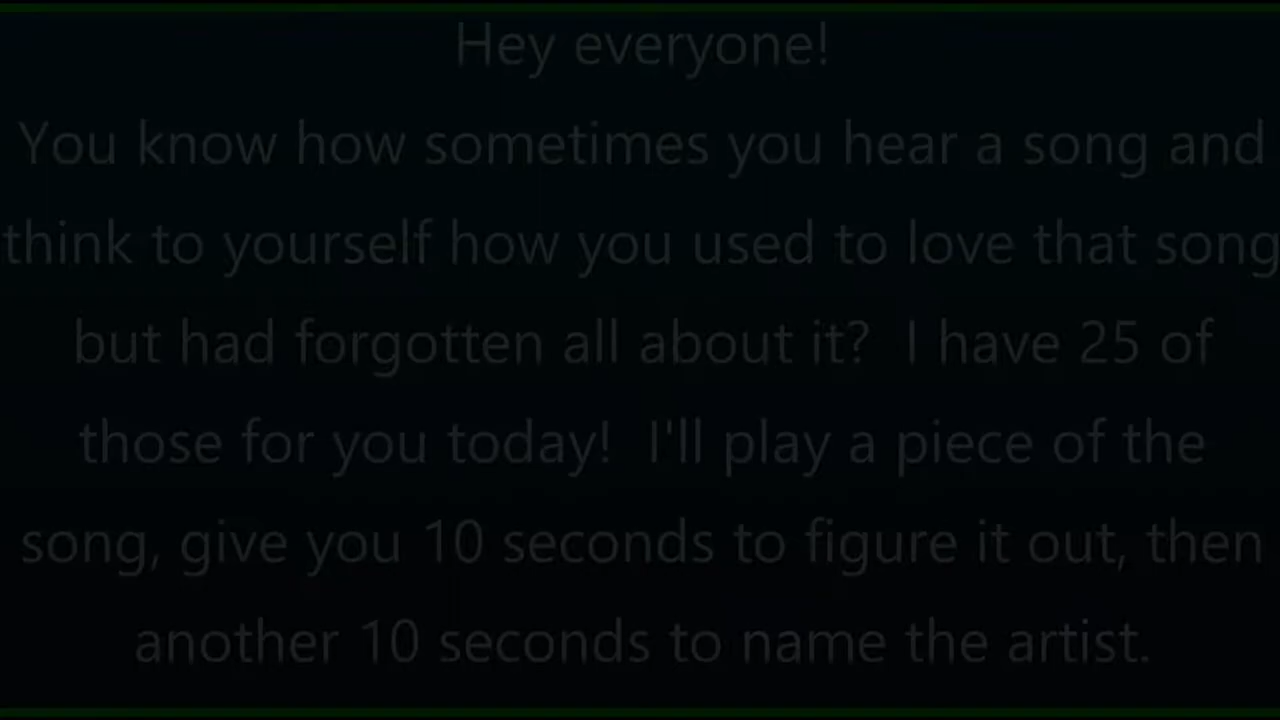 Hey everyone!
You know how sometimes you hear a song and
think to yourself how you used to love that song
but had forgotten all about it?  I have 25 of
those for you today!  I'll play a piece of the
song, give you 10 seconds to figure it out, then
another 10 seconds to name the artist.